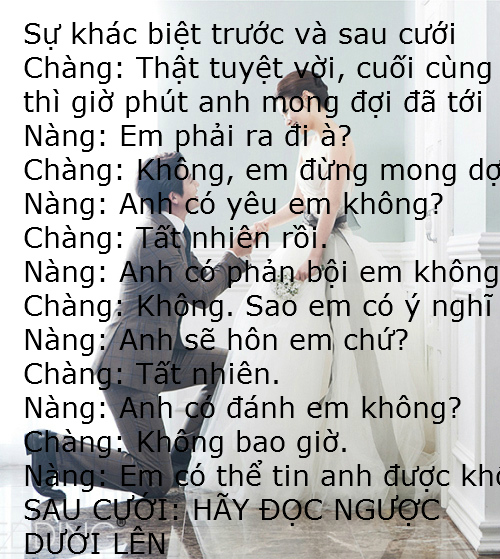 Sự khác biệt trước và sau cưới
Chàng: Thật tuyệt vời, cuối cùng
thì giờ phút anh mong đợi đã tới
Nàng: Em phải ra đi à?
Chàng: Không, em đừng mong
Nàng: Anh có yêu em không?
Chàng: Tất nhiên rồi.
Nàng: Anh có phản bội em không
Chàng: Không. Sao em có ý nghĩ
Nàng: Anh sẽ hôn em chứ?
Chàng: Tất nhiên.
Nàng: Anh có đánh em không?
Chàng: Không bao giờ.
Nàng: Em có thể tin anh được
SAU CƯỚI: HÃY ĐỌC NGƯỢC
DƯỚI LÊN